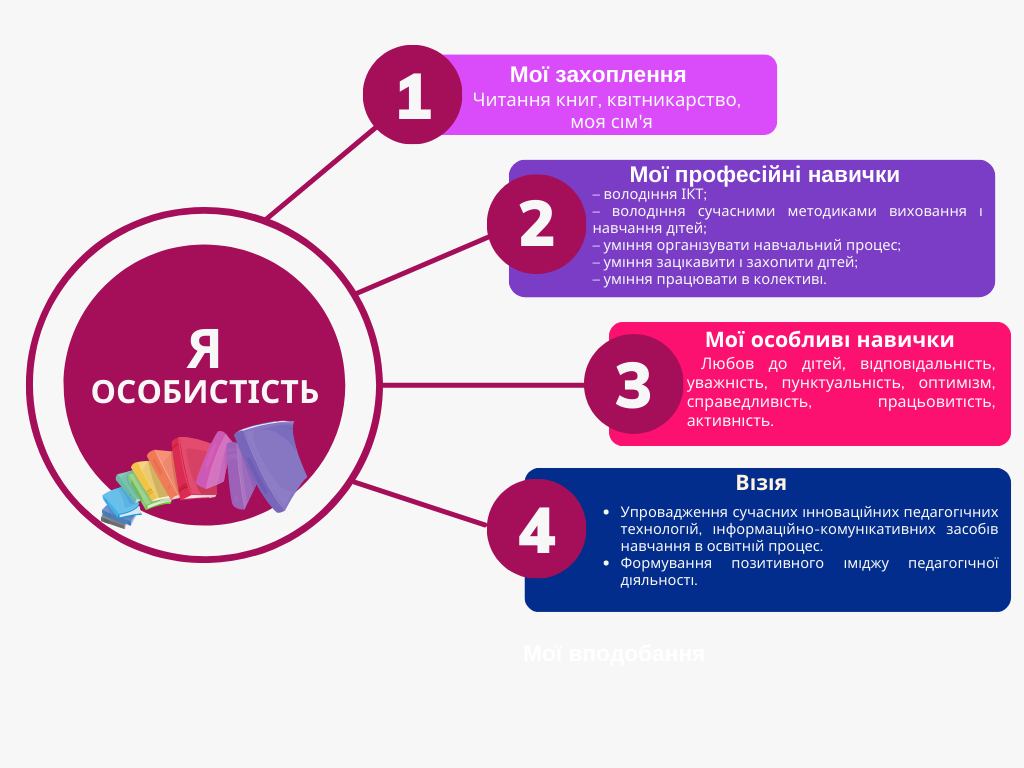 1
Мої захоплення
Читання книг, квітникарство,
моя сім'я
2
Мої професійні навички
– володіння ІКТ;
– володіння сучасними методиками виховання і
навчання дітей;
– уміння організувати навчальний процес;
– уміння зацікавити і захопити дітей;
– уміння працювати в колективі.
Я
ОСОБИСТІСТЬ
3
Мої особливі навички
Любов до дітей, відповідальність,
уважність, пунктуальність, оптимізм,
справедливість, працьовитість,
активність.
4
Візія
• Упровадження сучасних інноваційних педагогічних
технологій, інформаційно-комунікативних засобів
навчання в освітній процес.
• Формування позитивного іміджу педагогічної
діяльності.
Мої вподобання